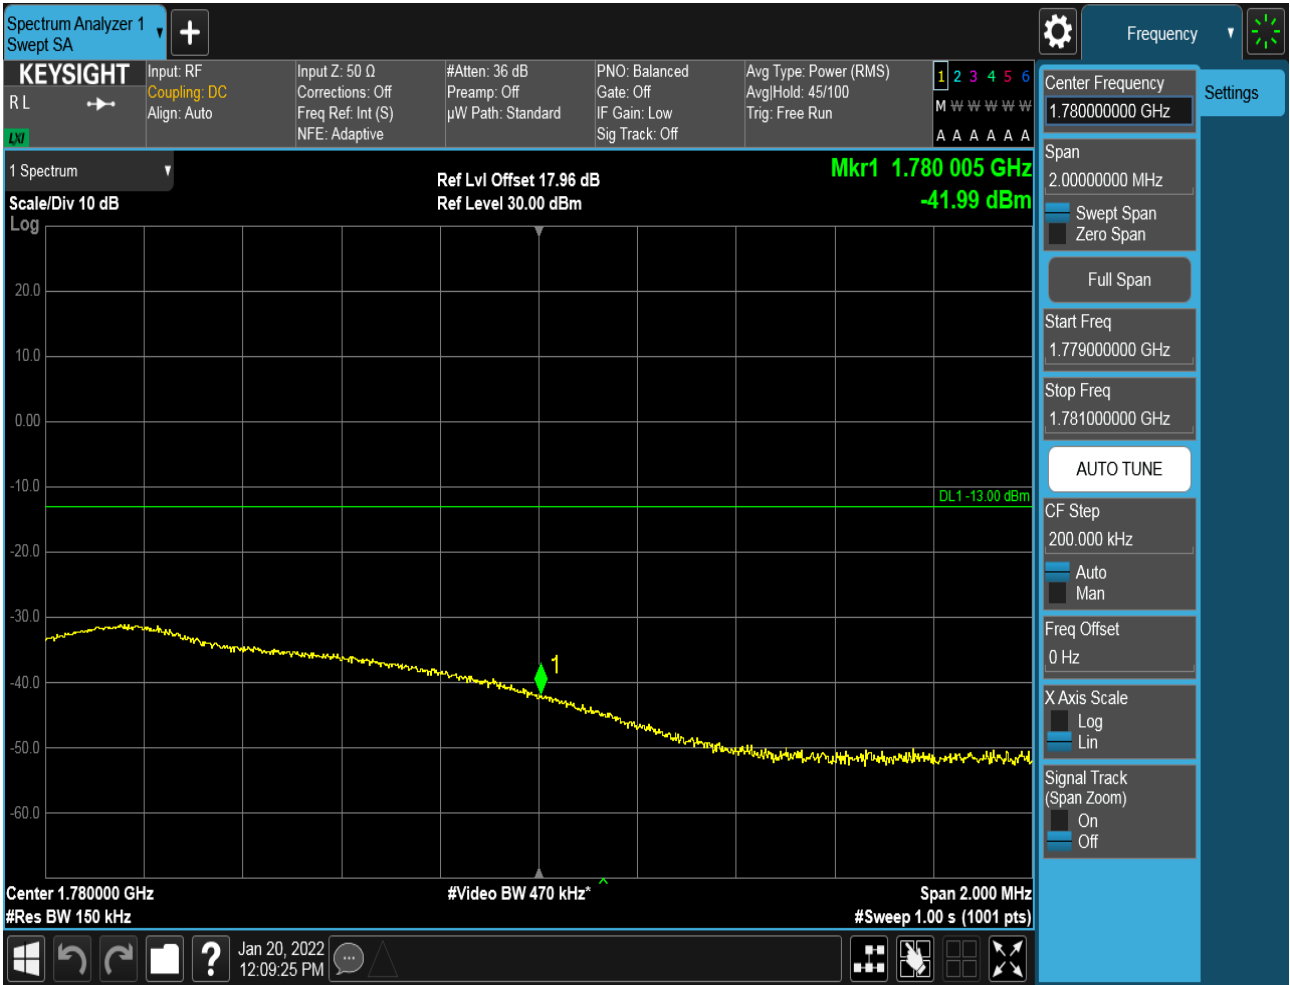 Spectrum Analyzer 1
Swept SA
Frequency
KEYSIGHT
R L
LXI
Input: RF
Coupling: DC
Align: Auto
Input Z: 50 Ω
Corrections: Off
Freq Ref: Int (S)
NFE: Adaptive
#Atten: 36 dB
Preamp: Off
µW Path: Standard
PNO: Balanced
Gate: Off
IF Gain: Low
Sig Track: Off
Avg Type: Power (RMS)
Avg|Hold: 45/100
Trig: Free Run
1 2 3 4 5 6
M W W W W W
A A A A A A
1 Spectrum
Scale/Div 10 dB
Log
Ref Lvl Offset 17.96 dB
Ref Level 30.00 dBm
Mkr1 1.780 005 GHz
-41.99 dBm
20.0
10.0
0.00
-10.0
DL1 -13.00 dBm
-20.0
-30.0
1
-40.0
-50.0
-60.0
Center 1.780000 GHz
#Video BW 470 kHz*
Span 2.000 MHz
#Res BW 150 kHz
#Sweep 1.00 s (1001 pts)
Jan 20, 2022
12:09:25 PM
?
Center Frequency
1.780000000 GHz
Settings
Span
2.00000000 MHz
Swept Span
Zero Span
Full Span
Start Freq
1.779000000 GHz
Stop Freq
1.781000000 GHz
AUTO TUNE
CF Step
200.000 kHz
Auto
Man
Freq Offset
0 Hz
X Axis Scale
Log
Lin
Signal Track
(Span Zoom)
On
Off